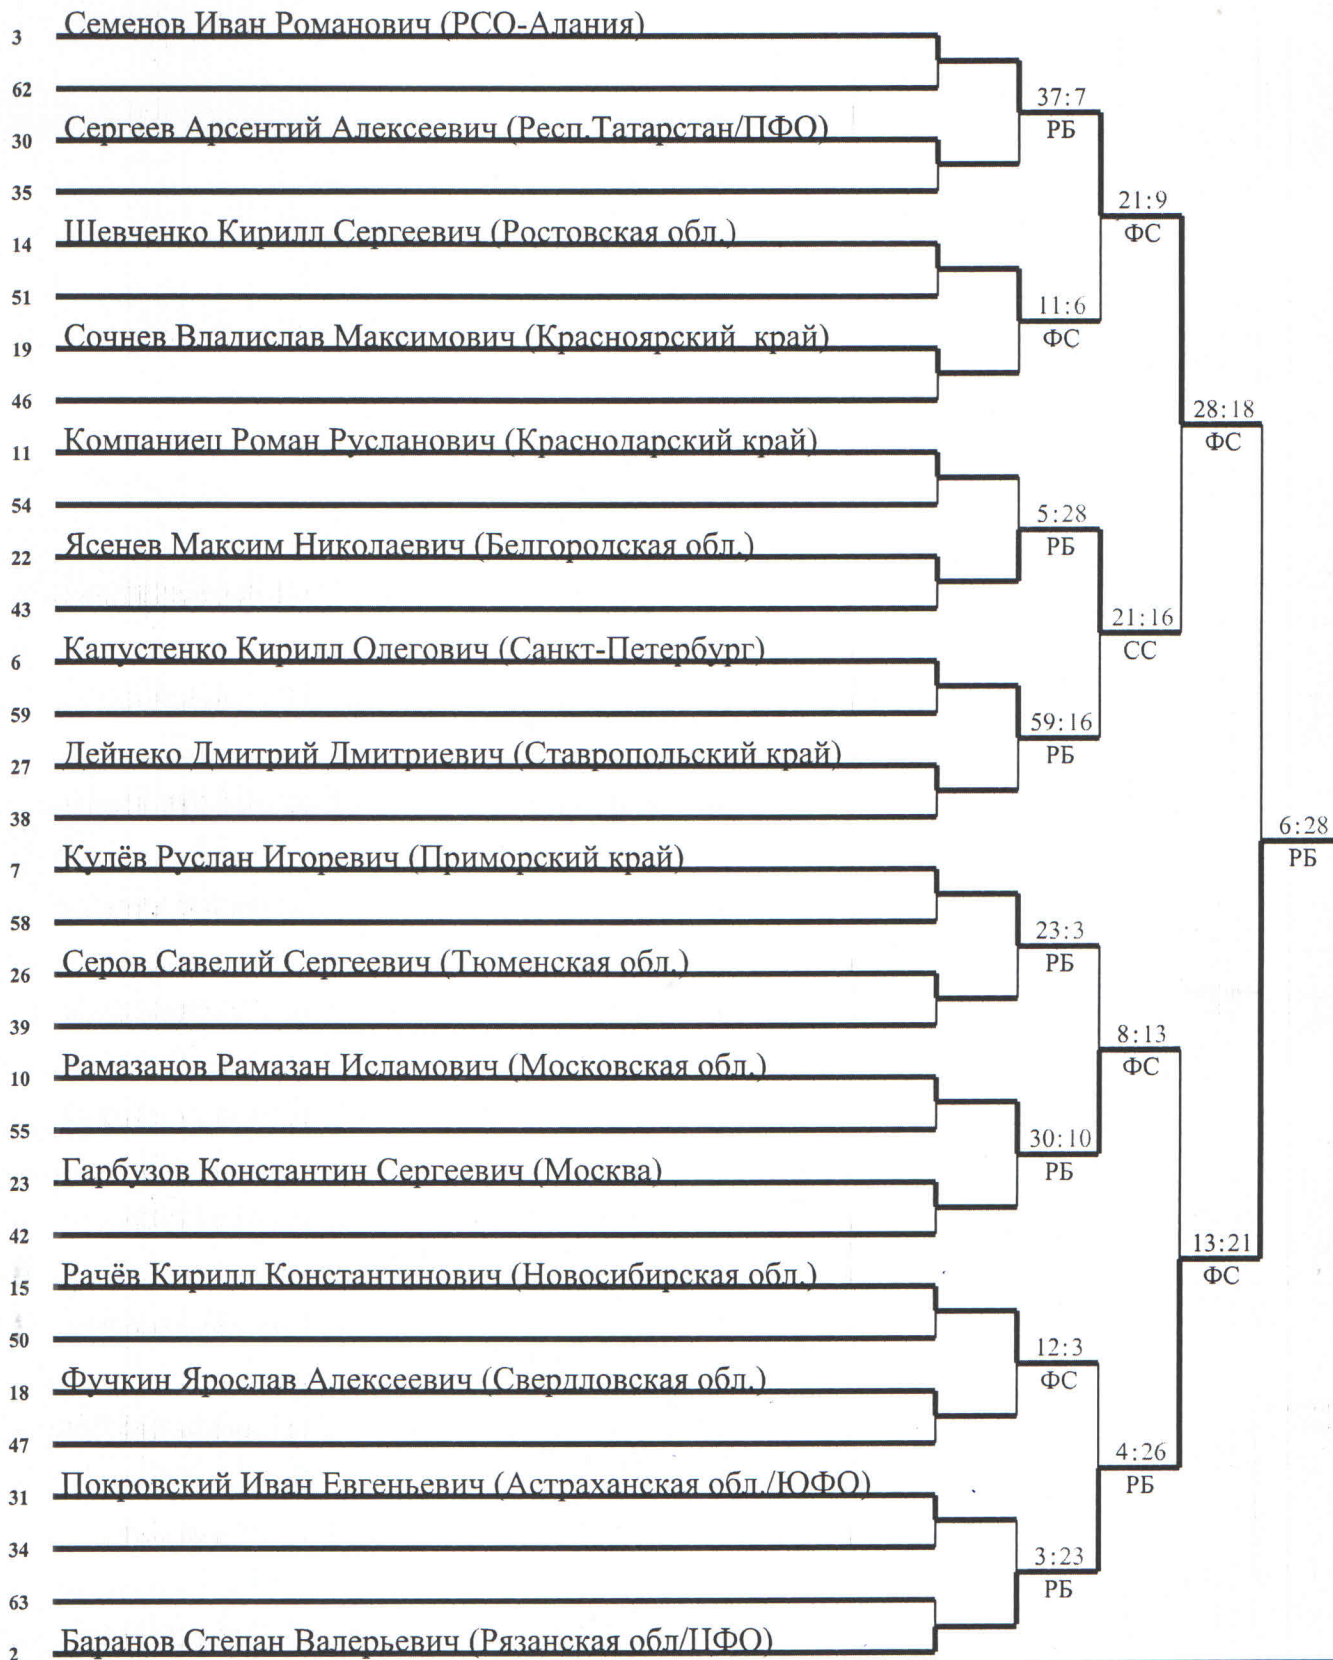 3 Семенов Иван Романович (РСО-Алания)
62
37:7
30 Сергеев Арсентий Алексеевич (Респ.Татарстан/ПФО)
РБ
35
21:9
14 Шевченко Кирилл Сергеевич (Ростовская обл.)
ФС
51
11:6
19 Сочнев Владислав Максимович (Красноярский край)
ФС
46
28:18
11 Компаниец Роман Русланович (Краснодарский край)
ФС
54
5:28
22 Ясенев Максим Николаевич (Белгородская обл.)
РБ
43
21:16
6 Капустенко Кирилл Олегович (Санкт-Петербург)
СС
59
59:16
27 Дейнеко Дмитрий Дмитриевич (Ставропольский край)
РБ
38
6:28
7 Кулёв Руслан Игоревич (Приморский край)
РБ
58
23:3
26 Серов Савелий Сергеевич (Тюменская обл.)
РБ
39
8:13
10 Рамазанов Рамазан Исламович (Московская обл.)
ФС
55
30:10
23 Гарбузов Константин Сергеевич (Москва)
РБ
42
13:21
15 Рачёв Кирилл Константинович (Новосибирская обл.)
ФС
50
12:3
18 Фучкин Ярослав Алексеевич (Свердловская обл.)
ФС
47
4:26
31 Покровский Иван Евгеньевич (Астраханская обл./ЮФО)
РБ
34
3:23
63
РБ
2 Баранов Степан Валерьевич (Рязанская обл/ЦФО)